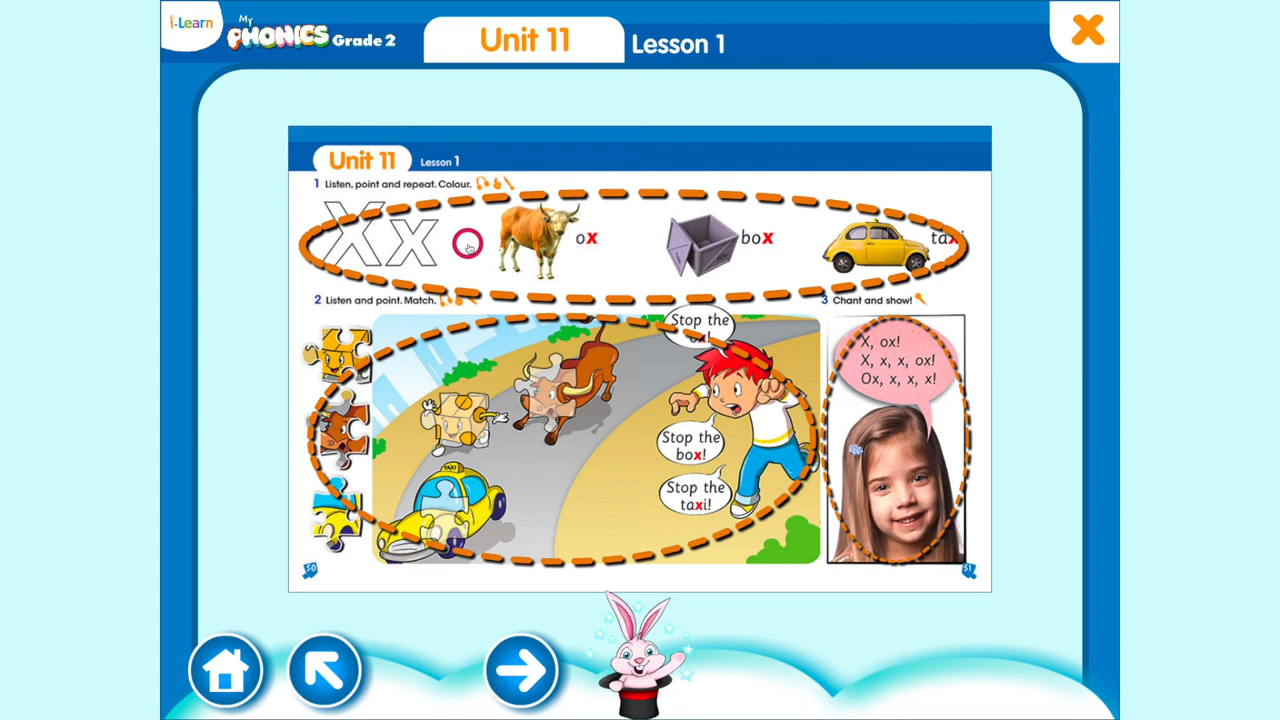 i-Learn
My
PHONICS Grade 2
Unit 11
Lesson 1
Unit 11
Lesson 1
1 Listen, point and repeat. Colour.
Xx
ox
box
taxi
2 Listen and point. Match.
3 Chant and show!
Stop the
ox!
Stop the
box!
Stop the
taxi!
TAXI
X, ox!
X, x, x, ox!
Ox, x, x, x!
50
51